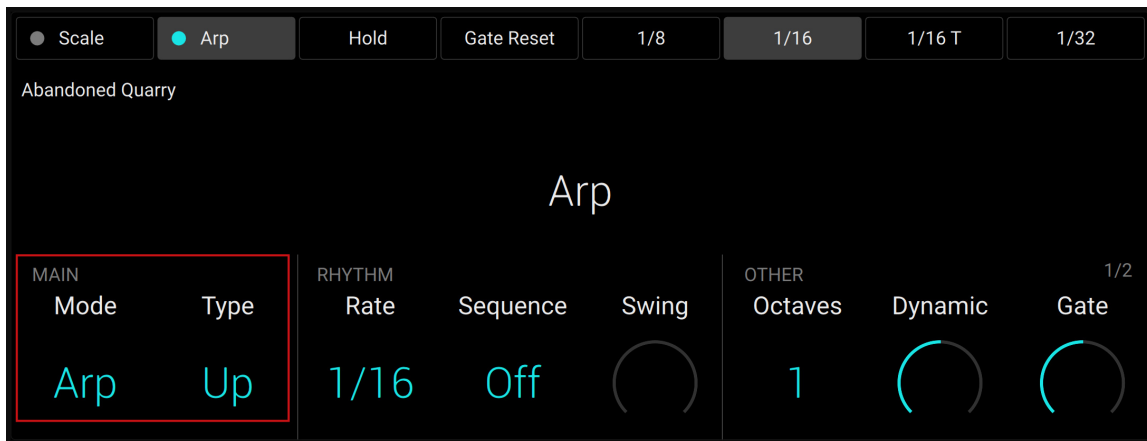 Scale Arp Hold Gate Reset 1/8 1/16 1/16 T 1/32
Abandoned Quarry
Arp
MAIN RHYTHM OTHER 1/2
Mode Type Rate Sequence Swing Octaves Dynamic Gate
Arp Up 1/16 Off 1